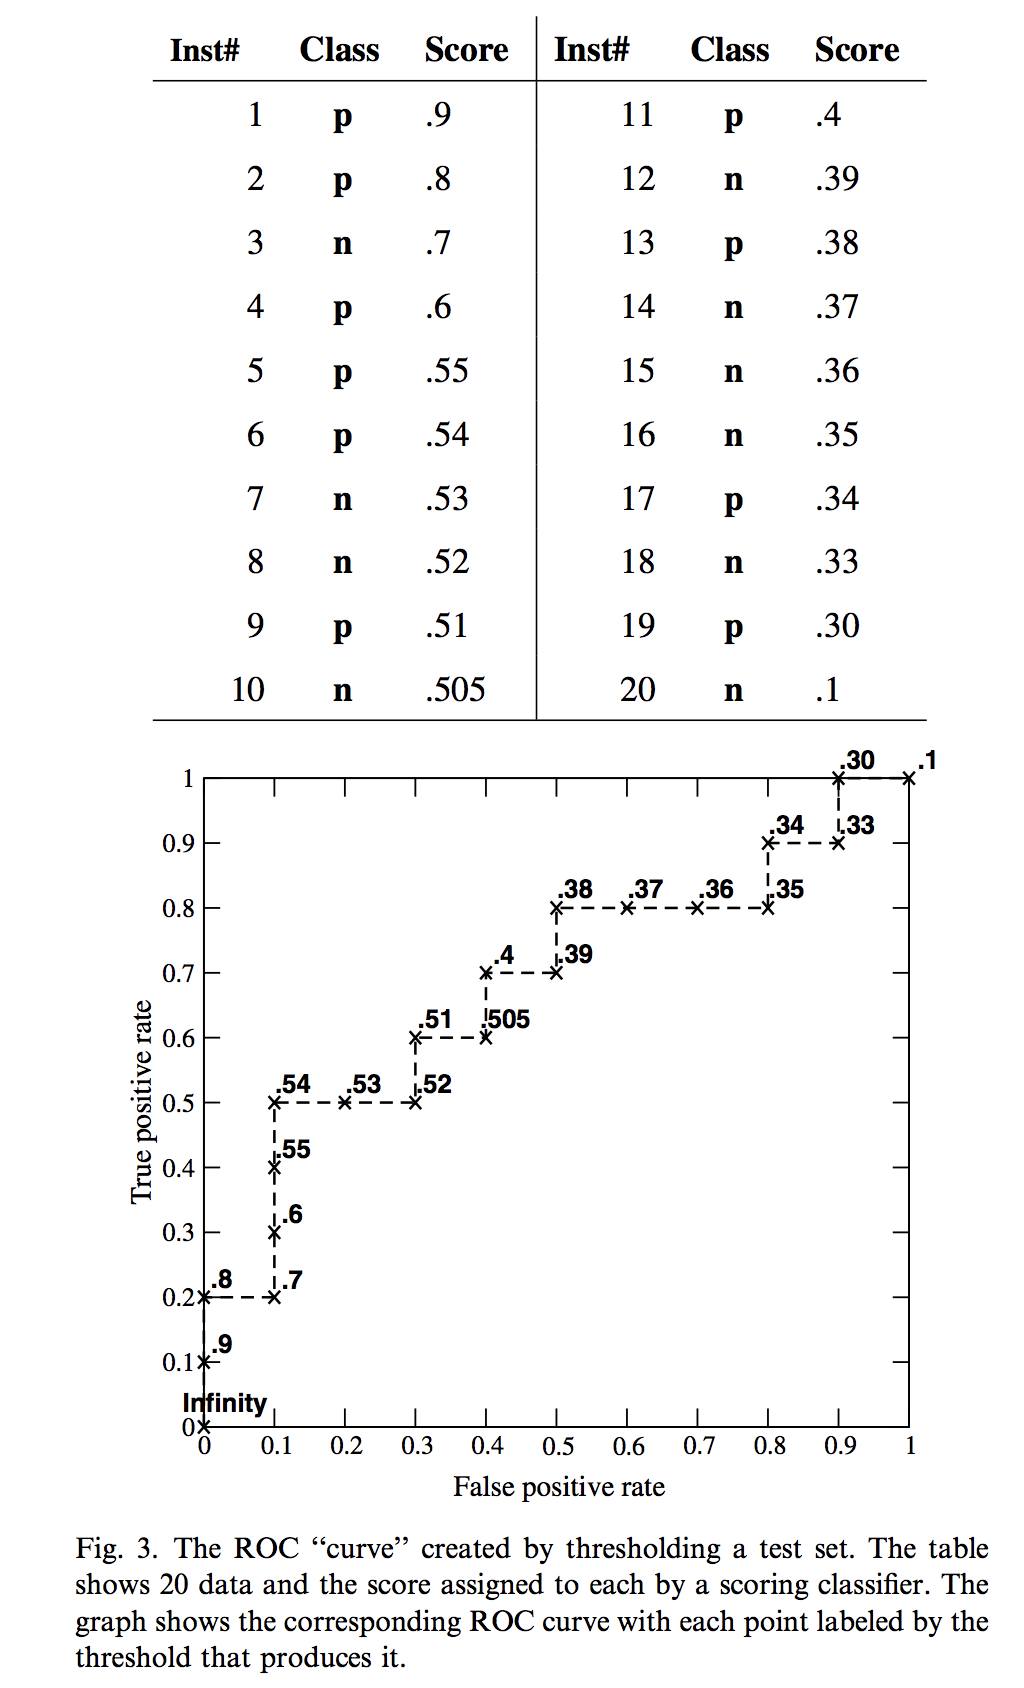 Inst# Class Score Inst# Class Score
1 p .9 11 p .4
2 p .8 12 n .39
3 n .7 13 p .38
4 p .6 14 n .37
5 p .55 15 n .36
6 p .54 16 n .35
7 n .53 17 p .34
8 n .52 18 n .33
9 p .51 19 p .30
10 n .505 20 n .1
.30 .1
1
.34 .33
0.9
.38 .37 .36 .35
0.8
.4 .39
0.7
.51 .505
0.6
.54 .53 .52
0.5
.55
0.4
.6
0.3
.8 .7
0.2
.9
0.1
Infinity
0
True positive rate
0 0.1 0.2 0.3 0.4 0.5 0.6 0.7 0.8 0.9 1
False positive rate
Fig. 3. The ROC “curve” created by thresholding a test set. The table
shows 20 data and the score assigned to each by a scoring classifier. The
graph shows the corresponding ROC curve with each point labeled by the
threshold that produces it.